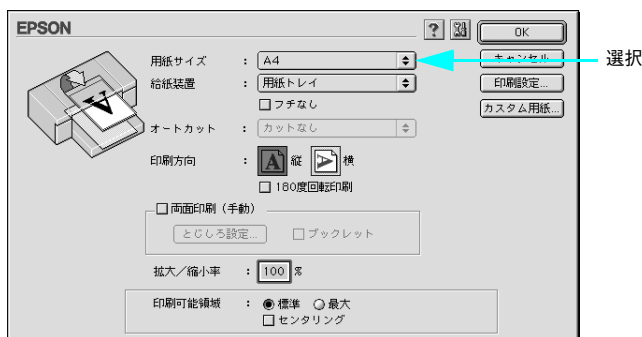 EPSON
?
OK
用紙サイズ : A4
キャンセル
選択
給紙装置 : 用紙トレイ
印刷設定...
フチなし
カスタム用紙...
オートカット : カットなし
印刷方向 : A 縦 A 横
180度回転印刷
両面印刷（手動）
とじしろ設定... ブックレット
拡大／縮小率 : 100 %
印刷可能領域 : 標準 最大
センタリング